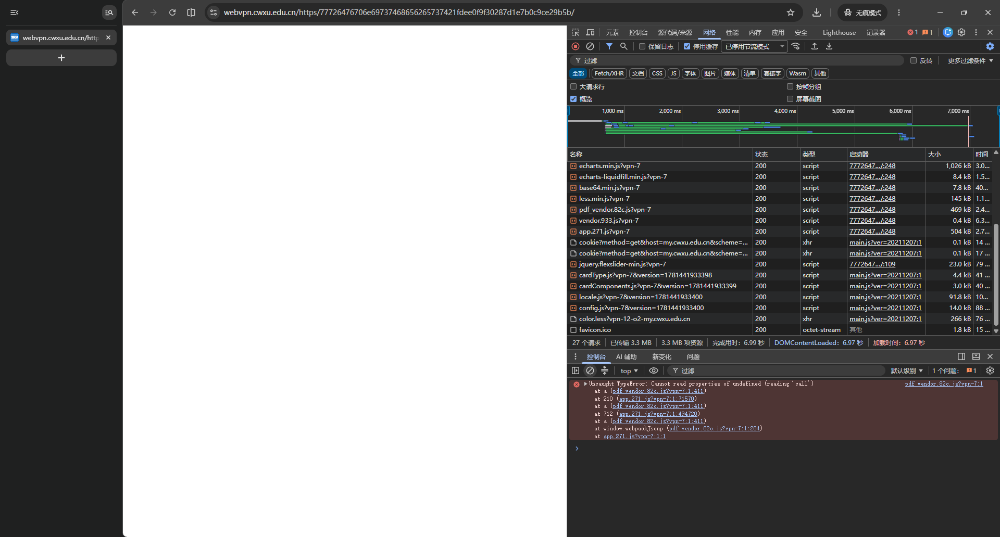 webvpn.cwxu.edu.cn/http
webvpn.cwxu.edu.cn/https/77726476706e69737468656265737421fdee0f9f30287d1e7b0c9ce29b5b/
无痕模式
元素 控制台 源代码/来源 网络 性能 内存 应用 安全 Lighthouse 记录器 1 1
保留日志 停用缓存 已停用节流模式
过滤 反转 更多过滤条件
全部 Fetch/XHR 文档 CSS JS 字体 图片 媒体 清单 套接字 Wasm 其他
大请求行 按帧分组
概览 屏幕截图
1,000 ms 2,000 ms 3,000 ms 4,000 ms 5,000 ms 6,000 ms 7,000 ms
名称 状态 类型 启动器 大小 时间
echarts.min.js?vpn-7 200 script 7772647.../:248 1,026 kB 3.0...
echarts-liquidfill.min.js?vpn-7 200 script 7772647.../:248 8.4 kB 1.5...
base64.min.js?vpn-7 200 script 7772647.../:248 7.8 kB 40...
less.min.js?vpn-7 200 script 7772647.../:248 145 kB 1.1...
pdf_vendor.82c.js?vpn-7 200 script 7772647.../:248 469 kB 2.4...
vendor.933.js?vpn-7 200 script 7772647.../:248 0.4 kB 6.3...
app.271.js?vpn-7 200 script 7772647.../:248 504 kB 2.7...
cookie?method=get&host=my.cwxu.edu.cn&scheme=... 200 xhr main.js?ver=20211207:1 0.1 kB 14 ...
cookie?method=get&host=my.cwxu.edu.cn&scheme=... 200 xhr main.js?ver=20211207:1 0.1 kB 17 ...
jquery.flexslider-min.js?vpn-7 200 script 7772647.../:109 23.0 kB 79 ...
cardType.js?vpn-7&version=1781441933398 200 script main.js?ver=20211207:1 4.4 kB 41 ...
cardComponents.js?vpn-7&version=1781441933399 200 script main.js?ver=20211207:1 3.0 kB 40 ...
locale.js?vpn-7&version=1781441933400 200 script main.js?ver=20211207:1 91.8 kB 10...
config.js?vpn-7&version=1781441933400 200 script main.js?ver=20211207:1 14.0 kB 88 ...
color.less?vpn-12-o2-my.cwxu.edu.cn 200 xhr main.js?ver=20211207:1 266 kB 76 ...
favicon.ico 200 octet-stream 其他 1.8 kB 15 ...
27 个请求 已传输 3.3 MB 3.3 MB 项资源 完成用时：6.99 秒 DOMContentLoaded：6.97 秒 加载时间：6.97 秒
控制台 AI 辅助 新变化 问题
top 过滤 默认级别 1 个问题： 1
Uncaught TypeError: Cannot read properties of undefined (reading 'call') pdf_vendor.82c.js?vpn-7:1
at a (pdf_vendor.82c.js?vpn-7:1:411)
at 210 (app.271.js?vpn-7:1:71570)
at a (pdf_vendor.82c.js?vpn-7:1:411)
at 712 (app.271.js?vpn-7:1:494720)
at a (pdf_vendor.82c.js?vpn-7:1:411)
at window.webpackJsonp (pdf_vendor.82c.js?vpn-7:1:284)
at app.271.js?vpn-7:1:1